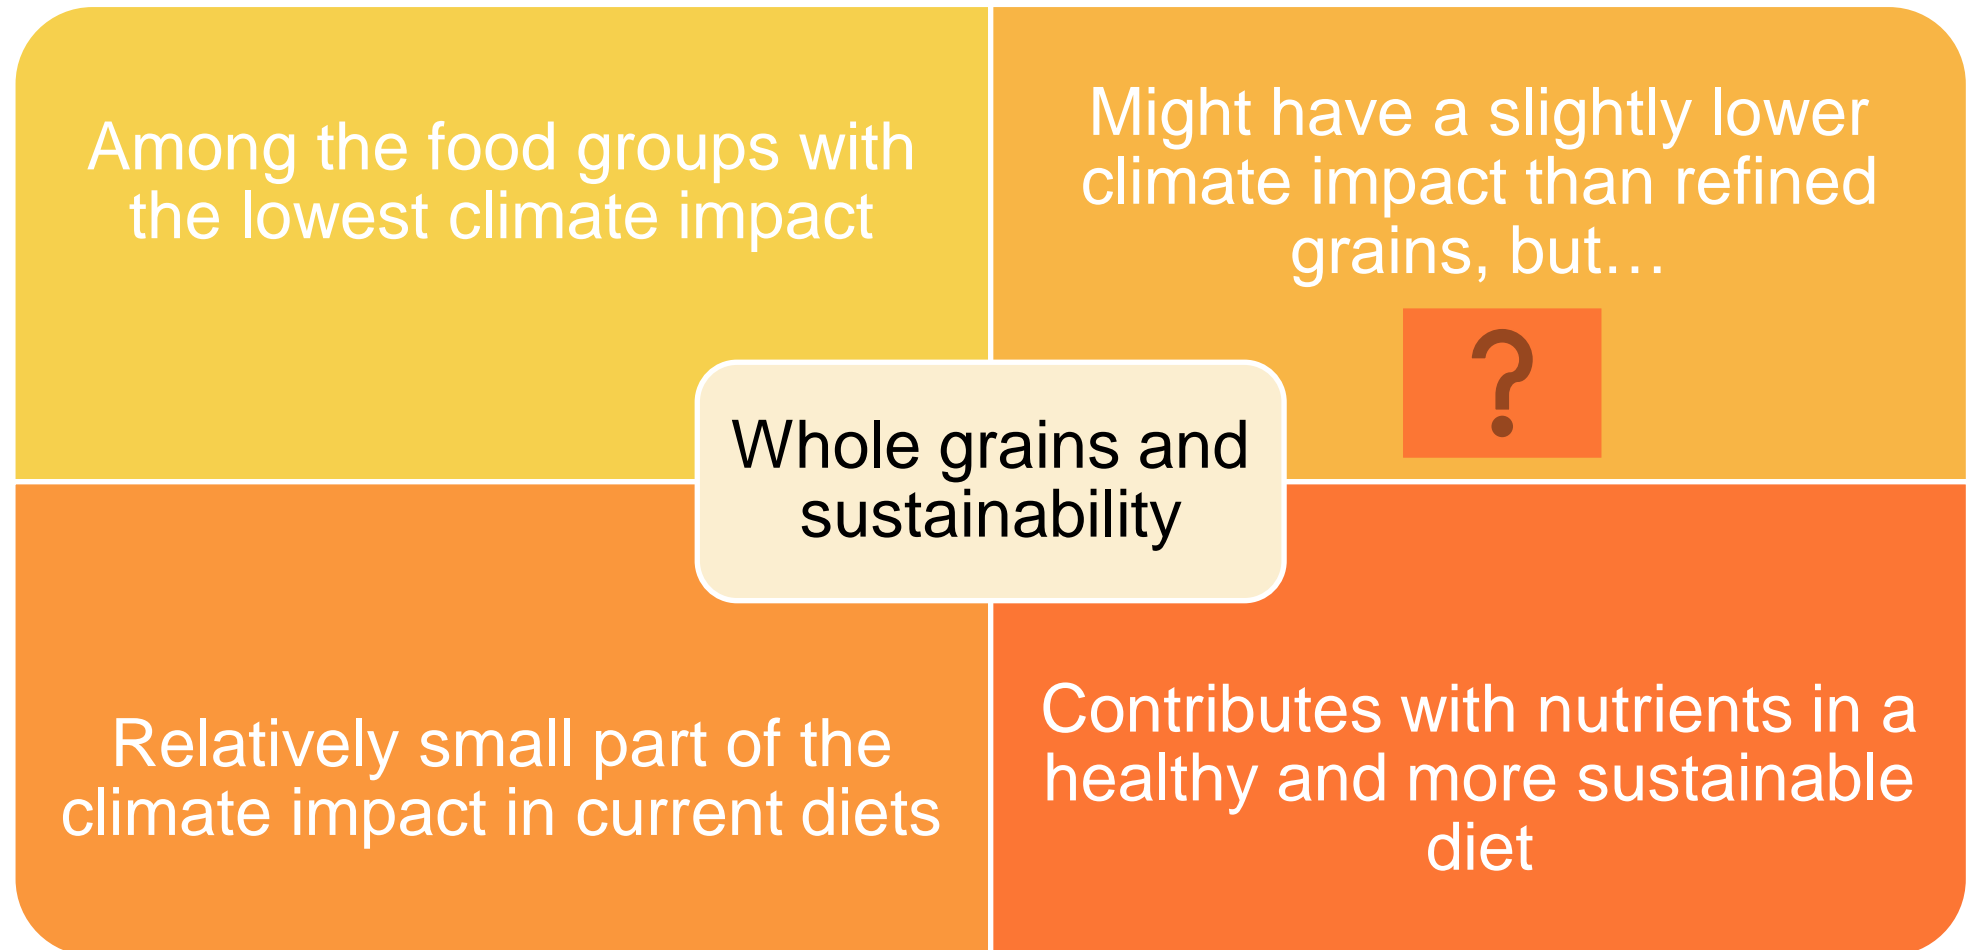 Among the food groups with
the lowest climate impact
Might have a slightly lower
climate impact than refined
grains, but…
?
Whole grains and
sustainability
Relatively small part of the
climate impact in current diets
Contributes with nutrients in a
healthy and more sustainable
diet